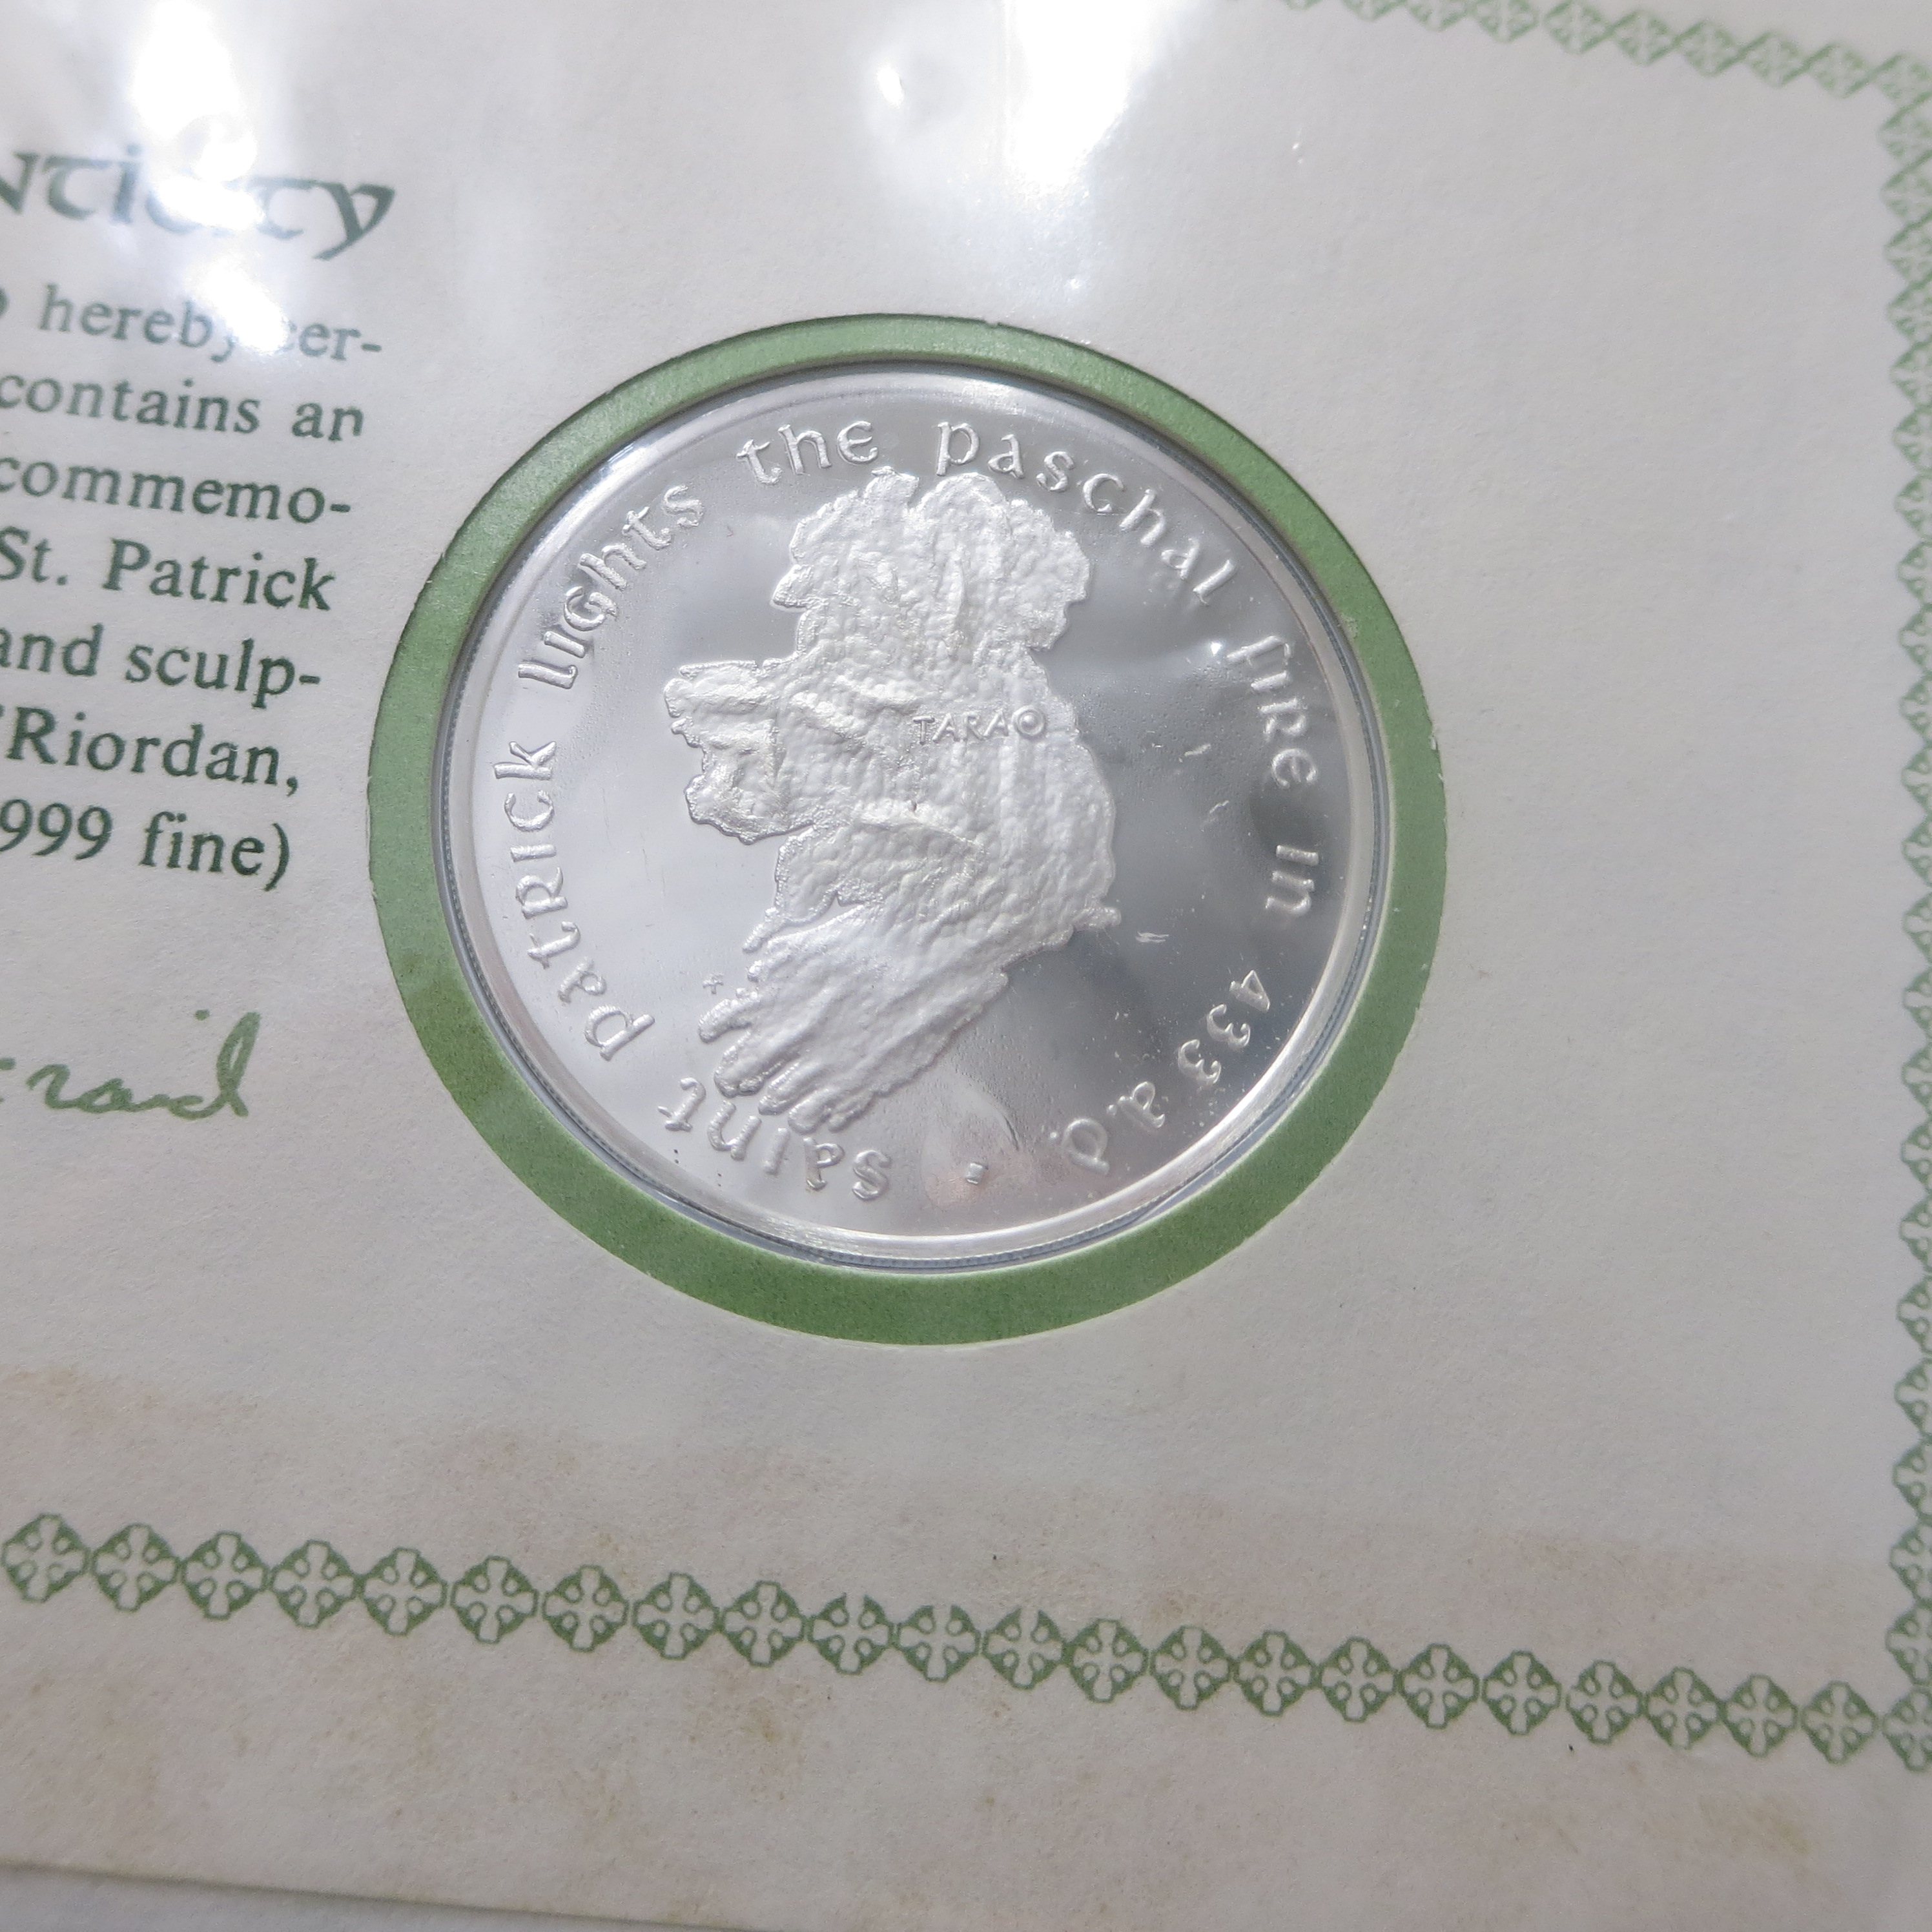 hereby cer-
contains an
commemo-
St. Patrick
and sculp-
Riordan,
999 fine)
saint patrick lights the paschal fire in 433 a.d.
TARA